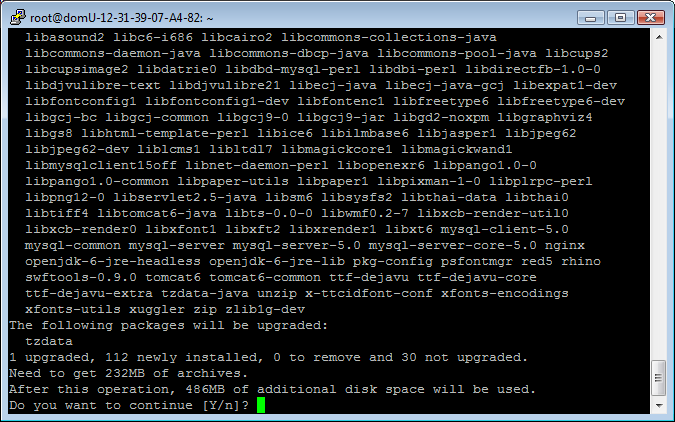 root@domU-12-31-39-07-A4-82: ~
libasound2 libc6-i686 libcairo2 libcommons-collections-java
libcommons-daemon-java libcommons-dbcp-java libcommons-pool-java libcups2
libcupsimage2 libdatrie0 libdbd-mysql-perl libdbi-perl libdirectfb-1.0-0
libdjvulibre-text libdjvulibre21 libecj-java libecj-java-gcj libexpat1-dev
libfontconfig1 libfontconfig1-dev libfontenc1 libfreetype6 libfreetype6-dev
libgcj-bc libgcj-common libgcj9-0 libgcj9-jar libgd2-noxpm libgraphviz4
libgs8 libhtml-template-perl libice6 libilmbase6 libjasper1 libjpeg62
libjpeg62-dev liblcms1 libltdl7 libmagickcore1 libmagickwand1
libmysqlclient15off libnet-daemon-perl libopenexr6 libpango1.0-0
libpango1.0-common libpaper-utils libpaper1 libpixman-1-0 libplrpc-perl
libpng12-0 libservlet2.5-java libsm6 libsysfs2 libthai-data libthai0
libtiff4 libtomcat6-java libts-0.0-0 libwmf0.2-7 libxcb-render-util0
libxcb-render0 libxfont1 libxft2 libxrender1 libxt6 mysql-client-5.0
mysql-common mysql-server mysql-server-5.0 mysql-server-core-5.0 nginx
openjdk-6-jre-headless openjdk-6-jre-lib pkg-config psfontmgr red5 rhino
swftools-0.9.0 tomcat6 tomcat6-common ttf-dejavu ttf-dejavu-core
ttf-dejavu-extra tzdata-java unzip x-ttcidfont-conf xfonts-encodings
xfonts-utils xuggler zip zlib1g-dev
The following packages will be upgraded:
tzdata
1 upgraded, 112 newly installed, 0 to remove and 30 not upgraded.
Need to get 232MB of archives.
After this operation, 486MB of additional disk space will be used.
Do you want to continue [Y/n]?